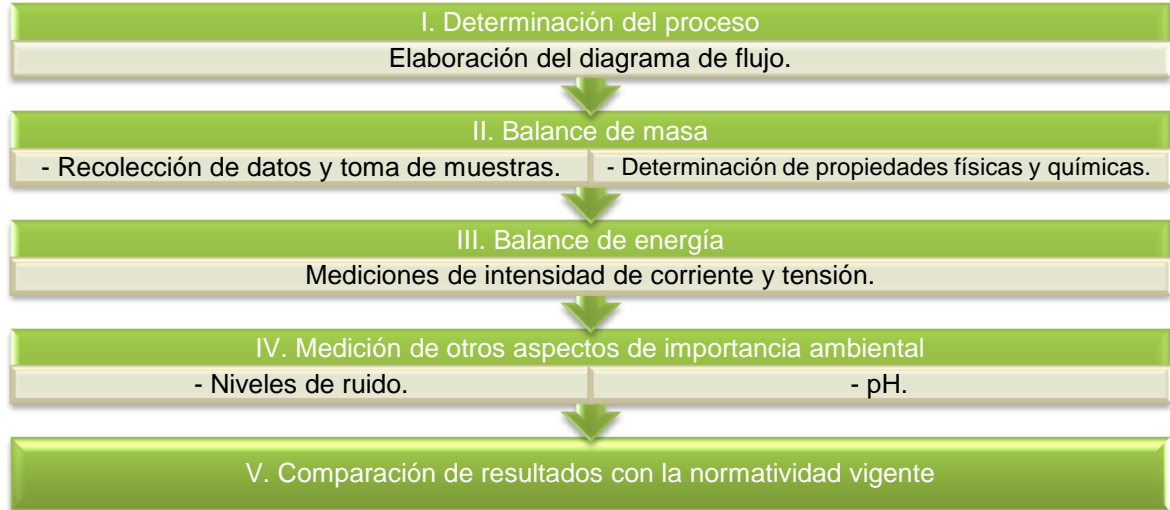 I. Determinación del proceso
Elaboración del diagrama de flujo.
II. Balance de masa
- Recolección de datos y toma de muestras.
- Determinación de propiedades físicas y químicas.
III. Balance de energía
Mediciones de intensidad de corriente y tensión.
IV. Medición de otros aspectos de importancia ambiental
- Niveles de ruido.
- pH.
V. Comparación de resultados con la normatividad vigente